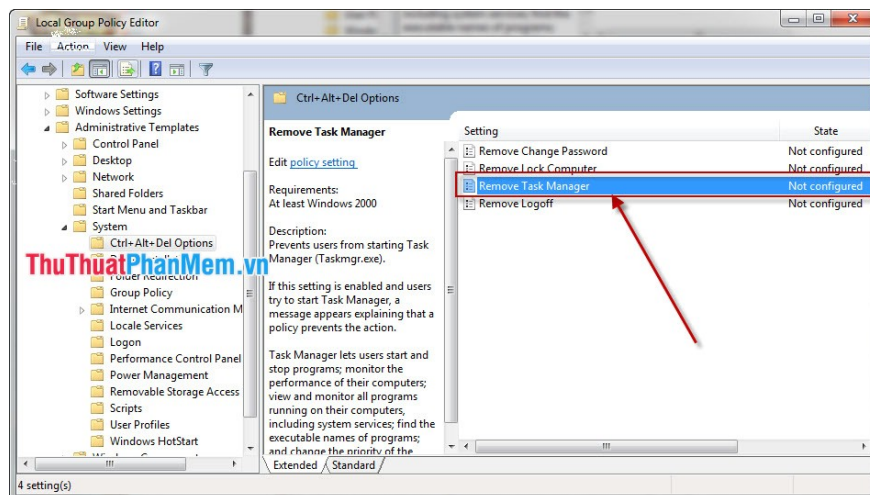 Local Group Policy Editor
File Action View Help
Software Settings
Windows Settings
Administrative Templates
Control Panel
Desktop
Network
Shared Folders
Start Menu and Taskbar
System
Ctrl+Alt+Del Options
ThuThuatPhanMem.vn
Folder Redirection
Group Policy
Internet Communication M
Locale Services
Logon
Performance Control Panel
Power Management
Removable Storage Access
Scripts
User Profiles
Windows HotStart
Ctrl+Alt+Del Options
Remove Task Manager
Edit policy setting
Requirements:
At least Windows 2000
Description:
Prevents users from starting Task
Manager (Taskmgr.exe).
If this setting is enabled and users
try to start Task Manager, a
message appears explaining that a
policy prevents the action.
Task Manager lets users start and
stop programs; monitor the
performance of their computers;
view and monitor all programs
running on their computers,
including system services; find the
executable names of programs;
and change the priority of the
Setting State
Remove Change Password Not configured
Remove Lock Computer Not configured
Remove Task Manager Not configured
Remove Logoff Not configured
Extended Standard
4 setting(s)